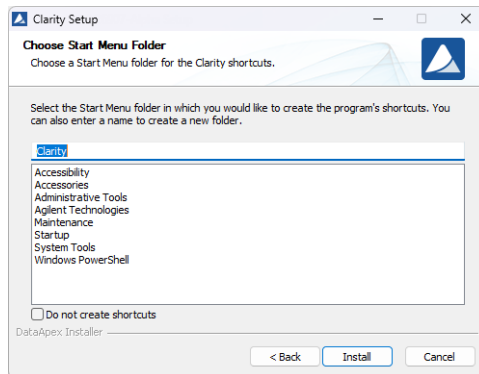 Clarity Setup
Choose Start Menu Folder
Choose a Start Menu folder for the Clarity shortcuts.
Select the Start Menu folder in which you would like to create the program's shortcuts. You
can also enter a name to create a new folder.
Clarity
Accessibility
Accessories
Administrative Tools
Agilent Technologies
Maintenance
Startup
System Tools
Windows PowerShell
Do not create shortcuts
DataApex Installer
< Back Install Cancel